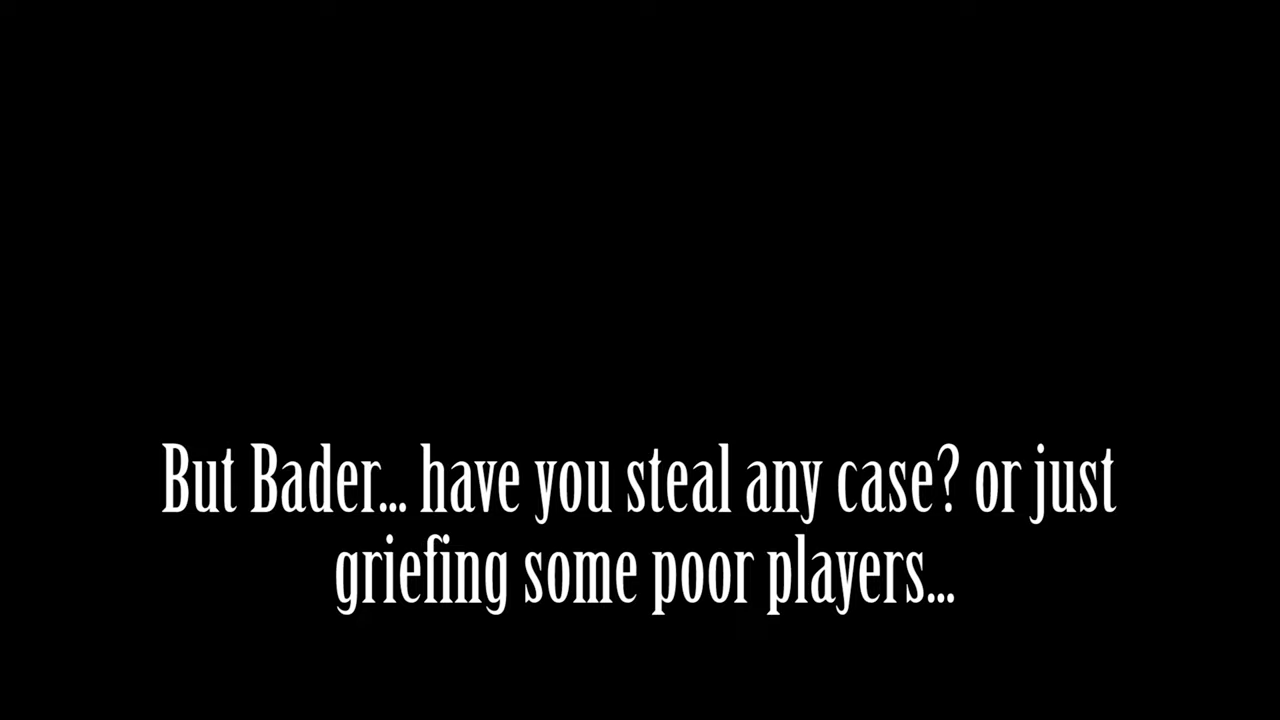 But Bader... have you steal any case? or just
griefing some poor players...